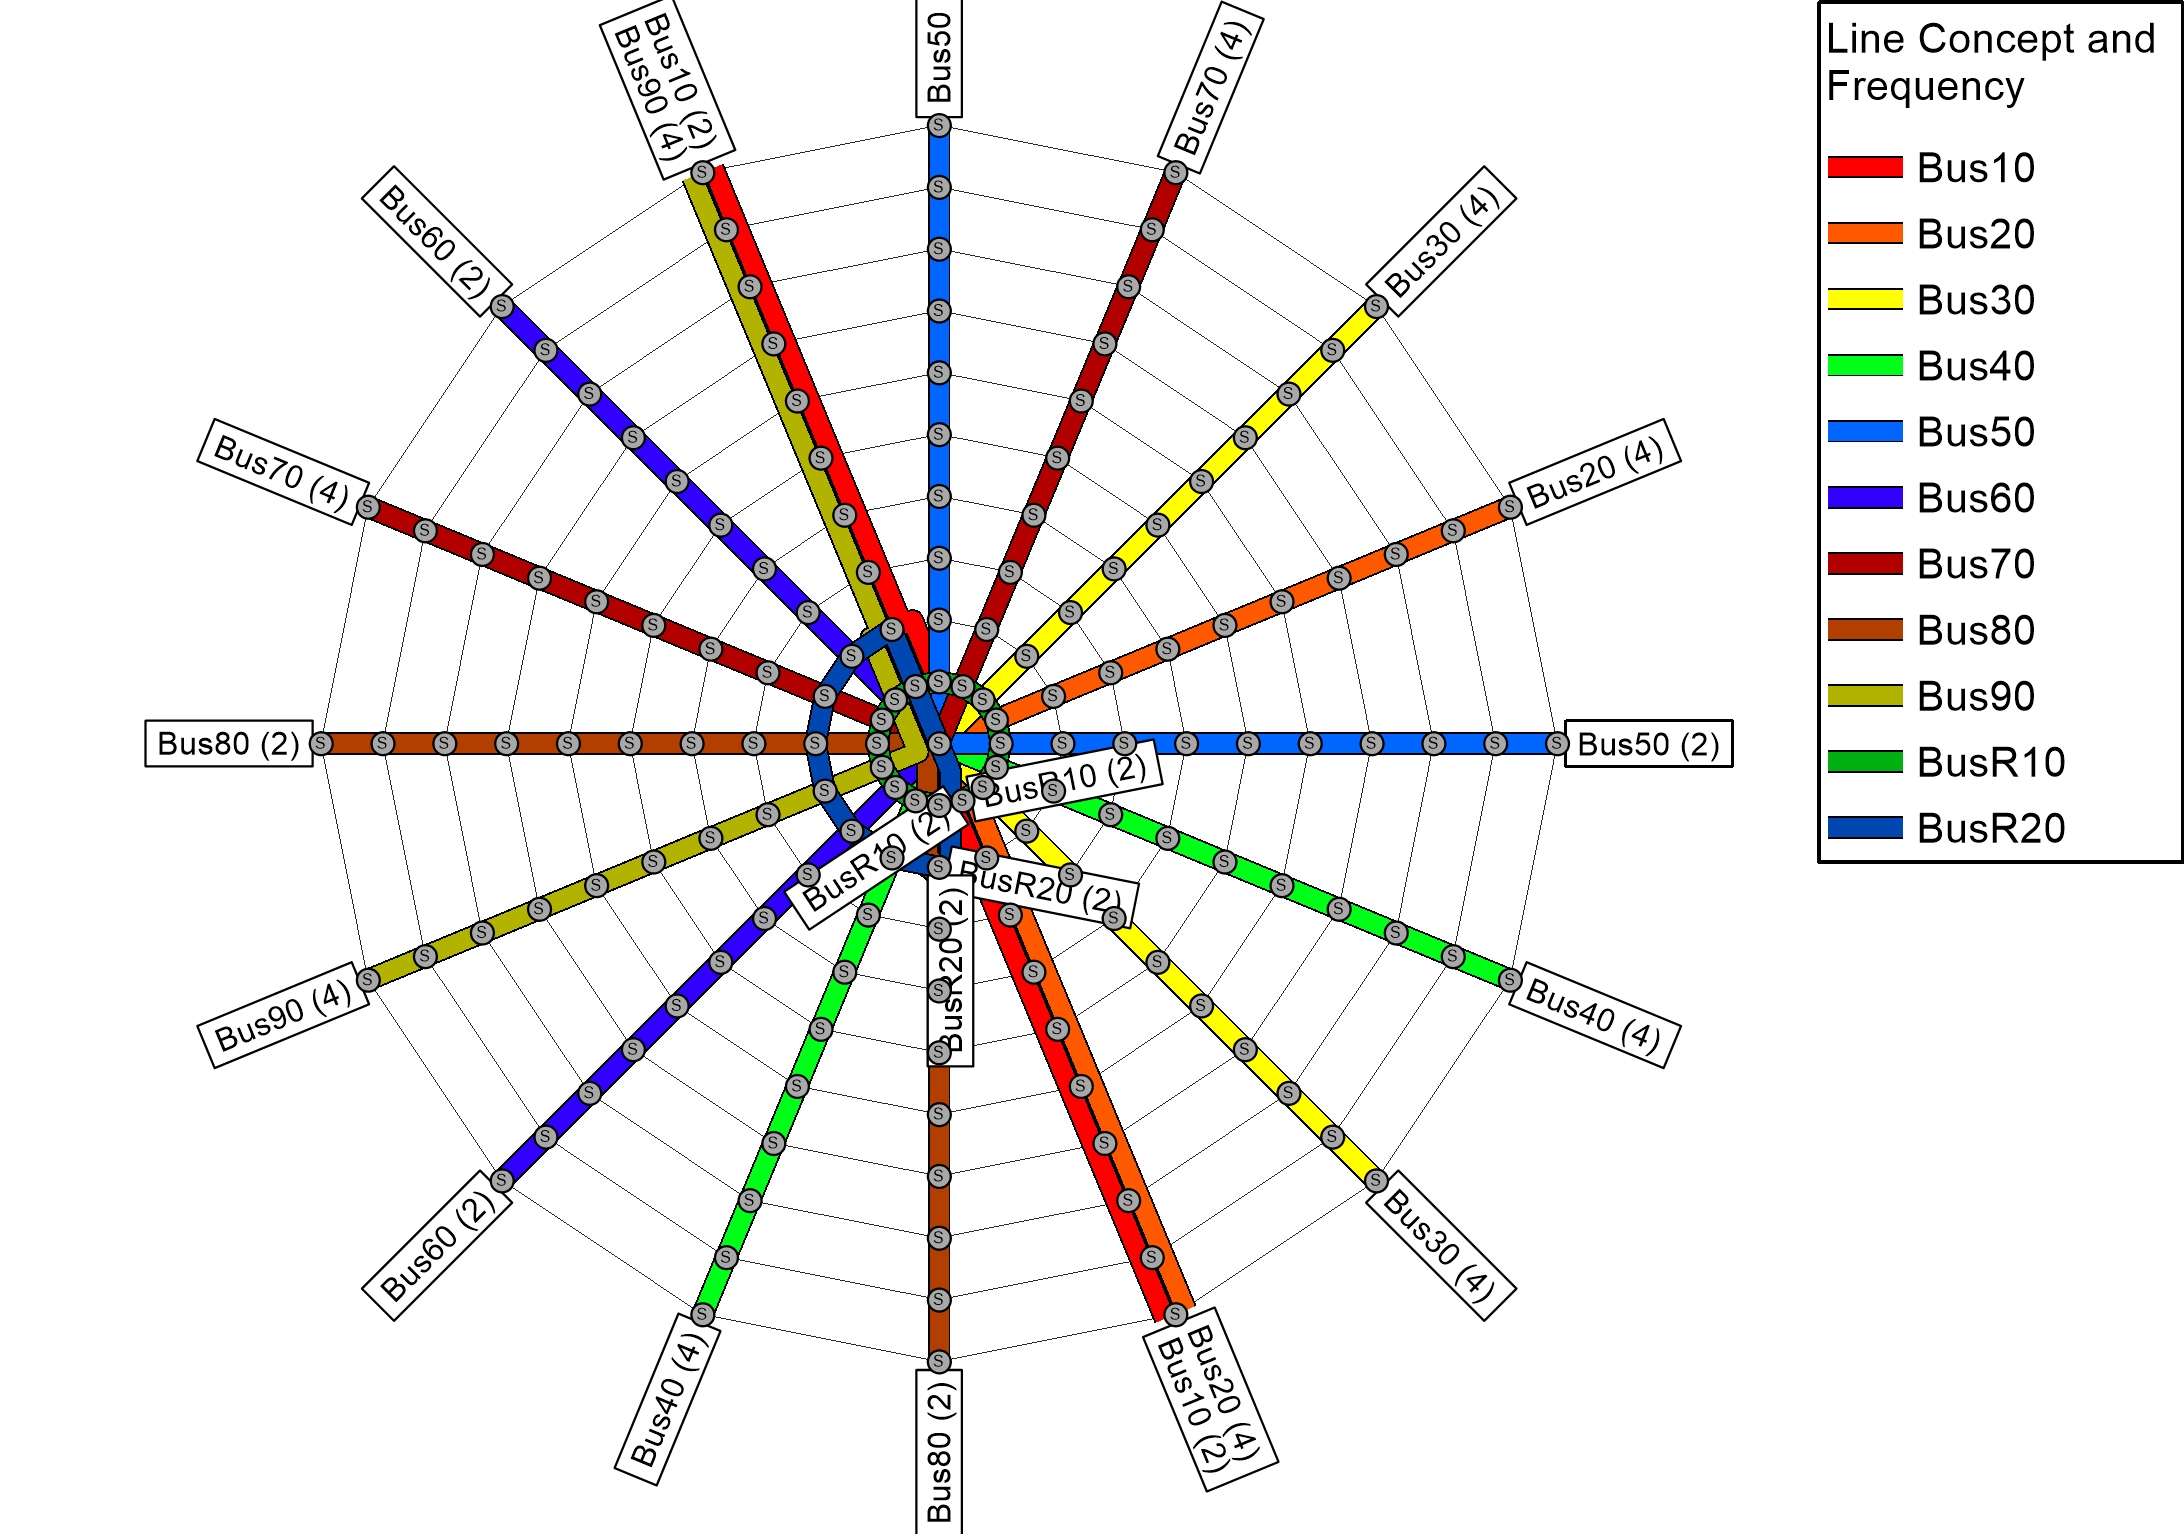 Line Concept and
Frequency
Bus10
Bus20
Bus30
Bus40
Bus50
Bus60
Bus70
Bus80
Bus90
BusR10
BusR20
Bus10 (2)
Bus90 (4)
Bus50
Bus70 (4)
Bus60 (2)
Bus30 (4)
Bus70 (4)
Bus20 (4)
Bus80 (2)
Bus50 (2)
BusR10 (2)
BusR10 (2)
BusR20 (2)
BusR20 (2)
Bus90 (4)
Bus40 (4)
Bus60 (2)
Bus30 (4)
Bus40 (4)
Bus80 (2)
Bus20 (4)
Bus10 (2)